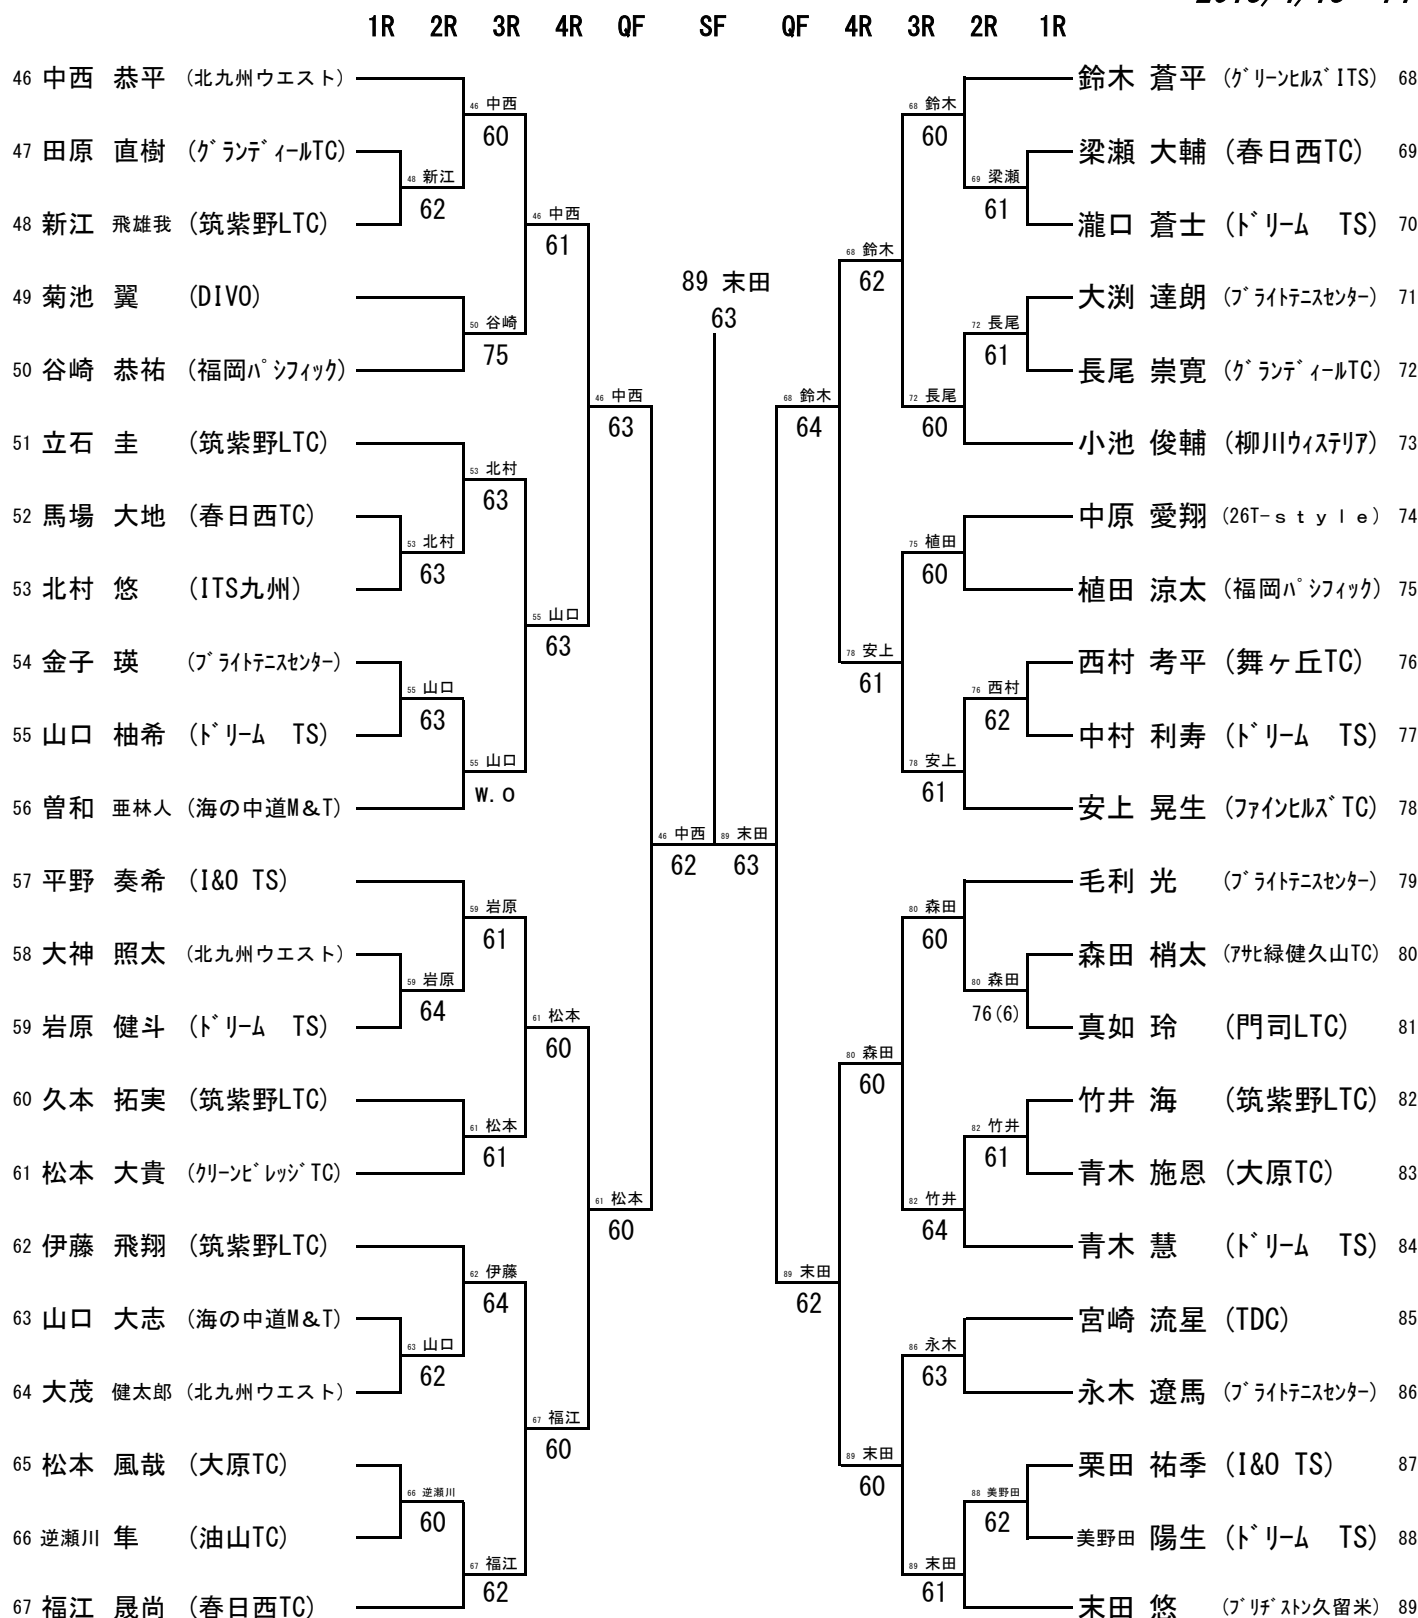 1R 2R 3R 4R QF SF QF 4R 3R 2R 1R
46 中西 恭平 (北九州ウエスト)
47 田原 直樹 (グランディールTC)
48 新江 飛雄我 (筑紫野LTC)
49 菊池 翼 (DIVO)
50 谷崎 恭祐 (福岡パシフィック)
51 立石 圭 (筑紫野LTC)
52 馬場 大地 (春日西TC)
53 北村 悠 (ITS九州)
54 金子 瑛 (ブライトテニスセンター)
55 山口 柚希 (ドリーム TS)
56 曽和 亜林人 (海の中道M&T)
57 平野 奏希 (I&O TS)
58 大神 照太 (北九州ウエスト)
59 岩原 健斗 (ドリーム TS)
60 久本 拓実 (筑紫野LTC)
61 松本 大貴 (クリーンビレッジTC)
62 伊藤 飛翔 (筑紫野LTC)
63 山口 大志 (海の中道M&T)
64 大茂 健太郎 (北九州ウエスト)
65 松本 風哉 (大原TC)
66 逆瀬川 隼 (油山TC)
67 福江 晟尚 (春日西TC)
48 新江
62
53 北村
63
55 山口
63
59 岩原
64
63 山口
62
66 逆瀬川
60
46 中西
60
50 谷崎
75
53 北村
63
55 山口
W.O
59 岩原
61
61 松本
61
62 伊藤
64
67 福江
62
46 中西
61
55 山口
63
61 松本
60
67 福江
60
46 中西
63
61 松本
60
46 中西
62
89 末田
63
89 末田
63
68 鈴木
64
89 末田
62
68 鈴木
62
78 安上
61
80 森田
60
89 末田
60
68 鈴木
60
72 長尾
60
75 植田
60
78 安上
61
80 森田
60
82 竹井
64
86 永木
63
89 末田
61
69 梁瀬
61
72 長尾
61
76 西村
62
80 森田
76(6)
82 竹井
61
88 美野田
62
鈴木 蒼平 (グリーンヒルズITS) 68
梁瀬 大輔 (春日西TC) 69
瀧口 蒼士 (ドリーム TS) 70
大渕 達朗 (ブライトテニスセンター) 71
長尾 崇寛 (グランディールTC) 72
小池 俊輔 (柳川ウィステリア) 73
中原 愛翔 (26T-ｓｔｙｌｅ) 74
植田 涼太 (福岡パシフィック) 75
西村 考平 (舞ヶ丘TC) 76
中村 利寿 (ドリーム TS) 77
安上 晃生 (ファインヒルズTC) 78
毛利 光 (ブライトテニスセンター) 79
森田 梢太 (アサヒ緑健久山TC) 80
真如 玲 (門司LTC) 81
竹井 海 (筑紫野LTC) 82
青木 施恩 (大原TC) 83
青木 慧 (ドリーム TS) 84
宮崎 流星 (TDC) 85
永木 遼馬 (ブライトテニスセンター) 86
栗田 祐季 (I&O TS) 87
美野田 陽生 (ドリーム TS) 88
末田 悠 (ブリヂストン久留米) 89